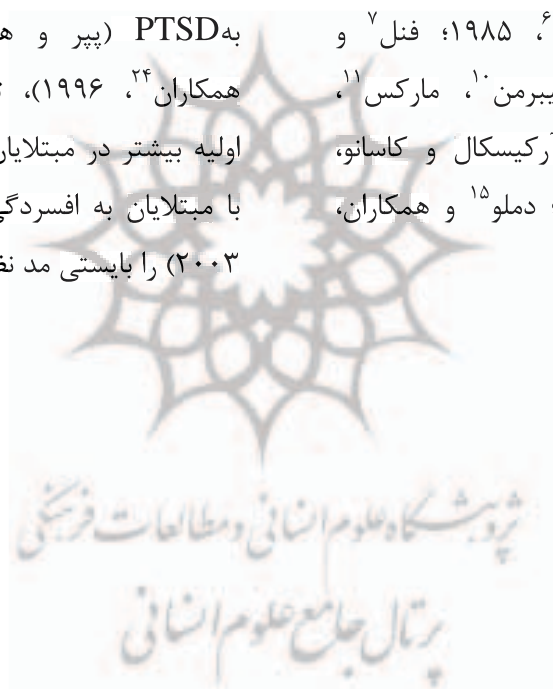 به‌PTSD (پپر و ه
همکاران۲۴، ۱۹۹۶)،
اولیه بیشتر در مبتلایان
با مبتلایان به افسردگی
۲۰۰۳) را بایستی مد نظ
۶، ۱۹۸۵؛ فنل۷ و
یبرمن۱۰، مارکس۱۱،
آرکیسکال و کاسانو،
دملو۱۵ و همکاران،
پژوهشگاه علوم انسانی و مطالعات فرهنگی
پرتال جامع علوم انسانی